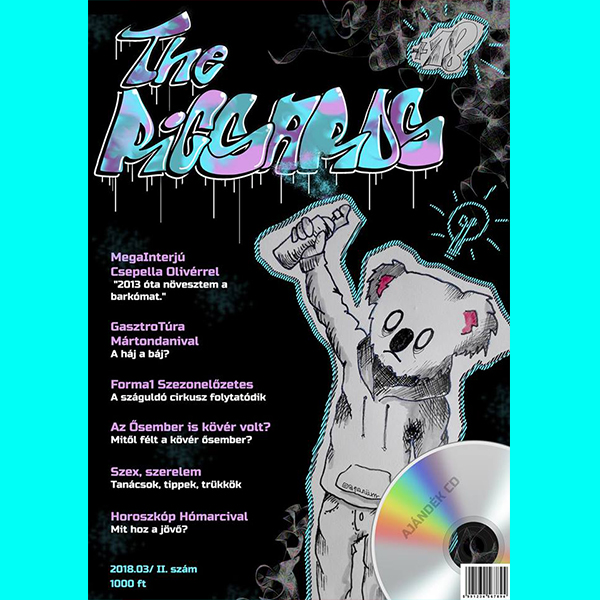 The
RICSARDS
#18
MegaInterjú
Csepella Olivérrel
"2013 óta növesztem a
barkómat."
GasztroTúra
Mártondanival
A háj a báj?
Forma1 Szezonelőzetes
A száguldó cirkusz folytatódik
Az Ősember is kövér volt?
Mitől félt a kövér ősember?
Szex, szerelem
Tanácsok, tippek, trükkök
Horoszkóp Hómarcival
Mit hoz a jövő?
2018.03/ II. szám
1000 ft
AJÁNDÉK CD